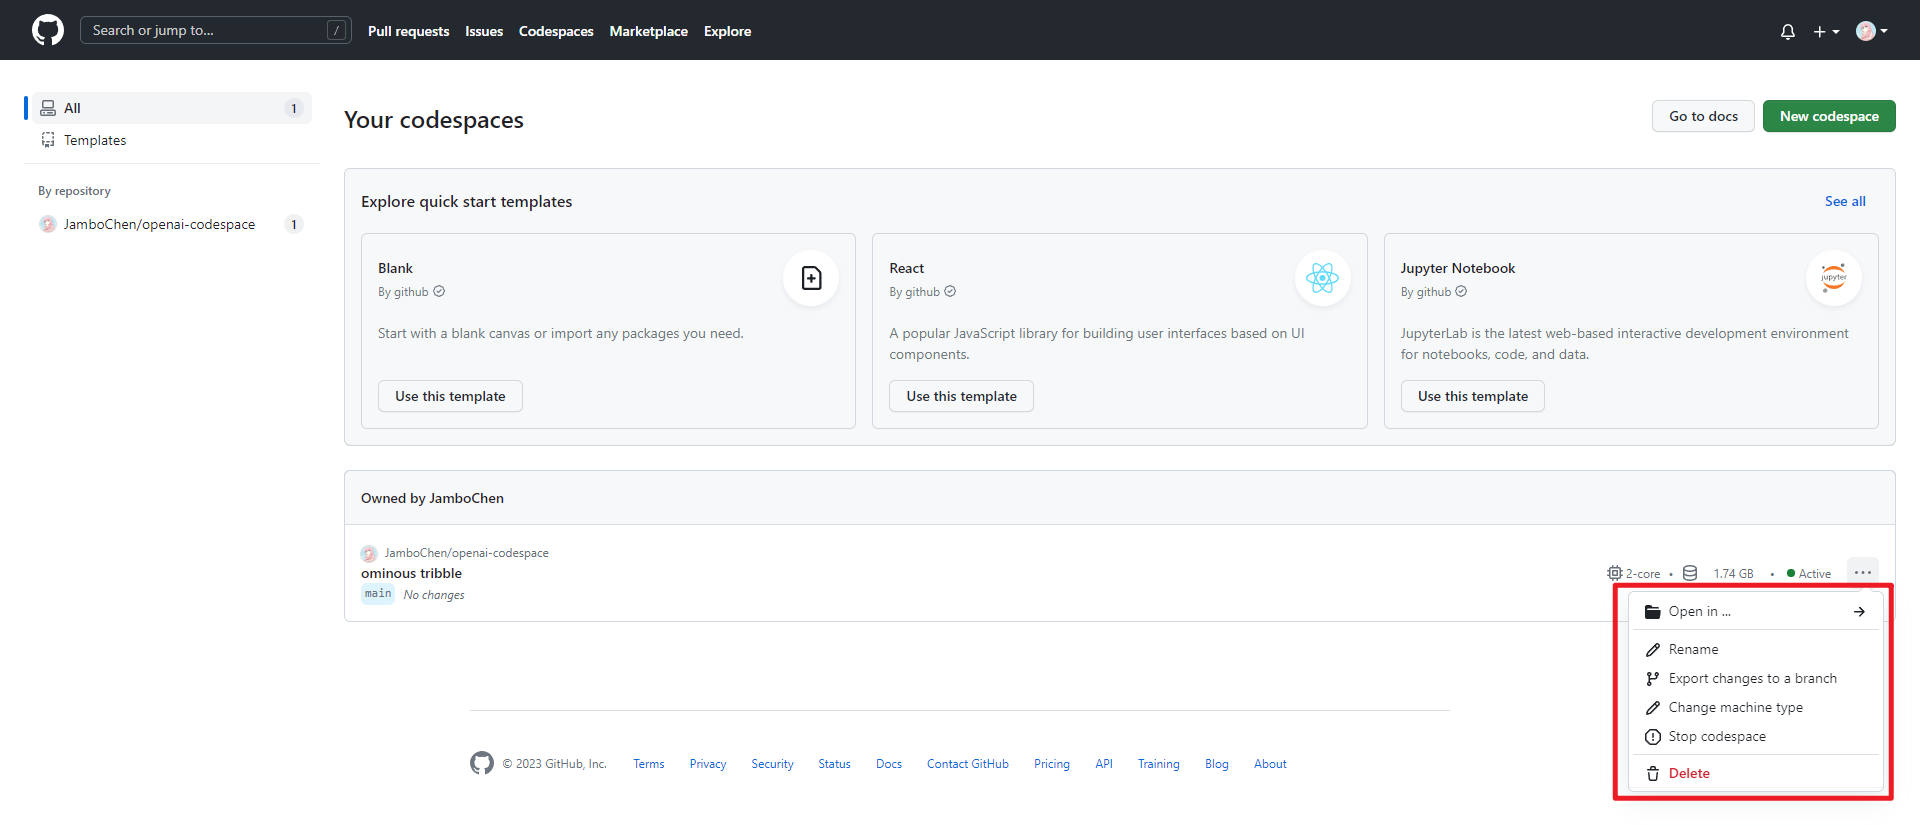 Search or jump to... /
Pull requests Issues Codespaces Marketplace Explore
All 1
Templates
By repository
JamboChen/openai-codespace 1
Your codespaces
Go to docs New codespace
Explore quick start templates
See all
Blank
By github
Start with a blank canvas or import any packages you need.
Use this template
React
By github
A popular JavaScript library for building user interfaces based on UI
components.
Use this template
Jupyter Notebook
By github
jupyter
JupyterLab is the latest web-based interactive development environment
for notebooks, code, and data.
Use this template
Owned by JamboChen
JamboChen/openai-codespace
ominous tribble
main No changes
2-core • 1.74 GB • Active ...
Open in ...
Rename
Export changes to a branch
Change machine type
Stop codespace
Delete
© 2023 GitHub, Inc. Terms Privacy Security Status Docs Contact GitHub Pricing API Training Blog About